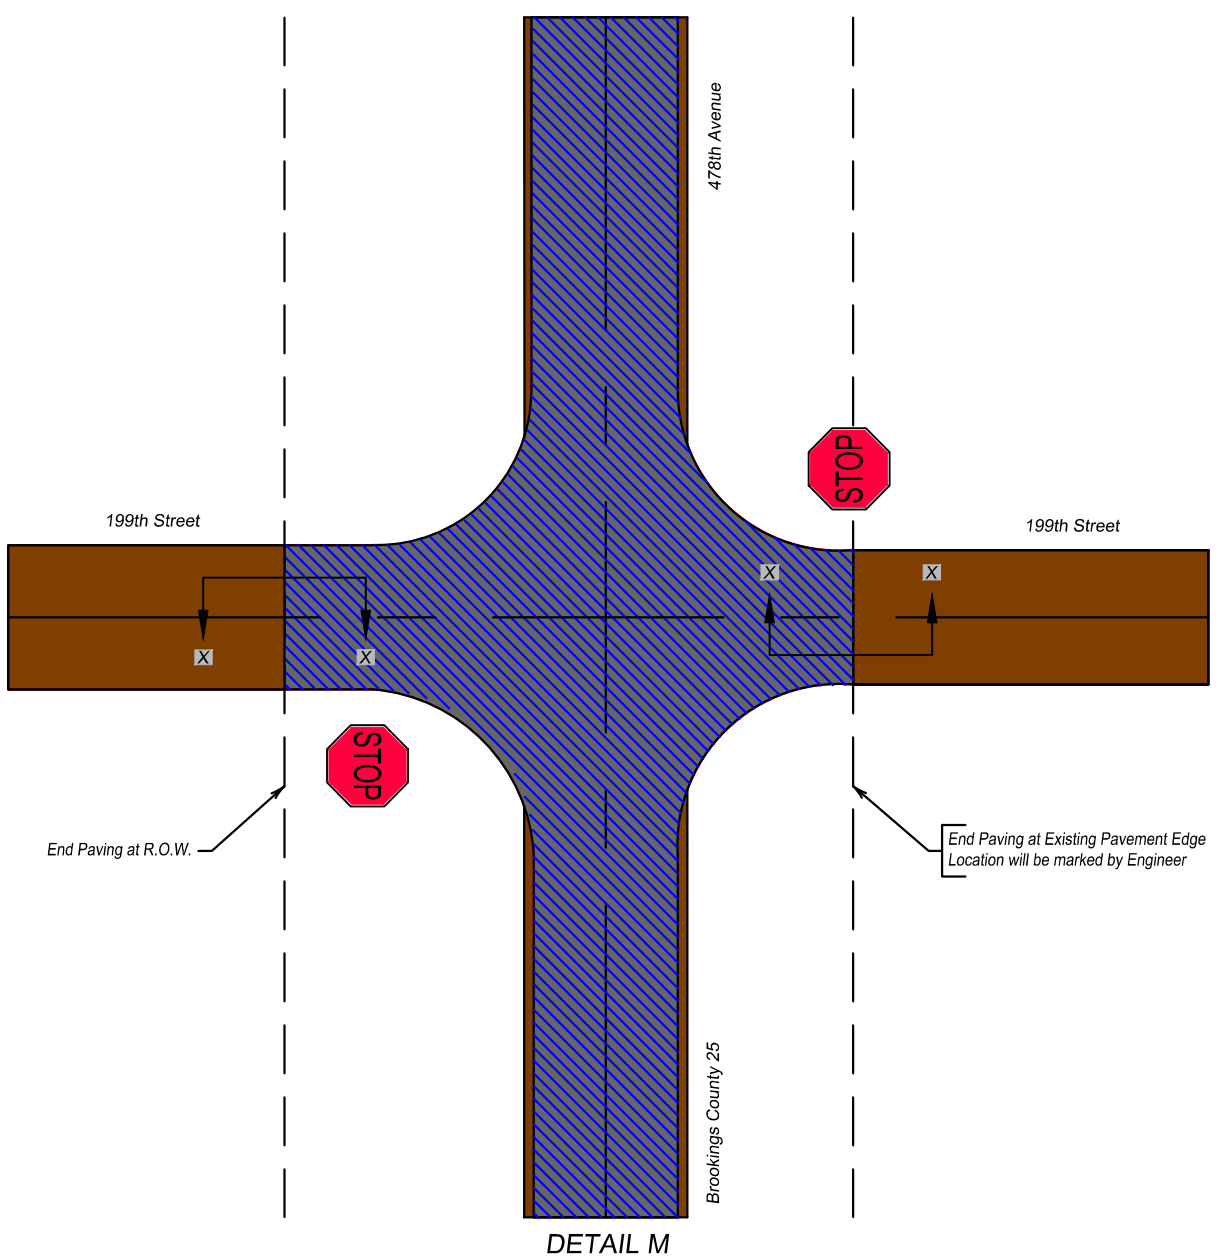 478th Avenue
STOP
199th Street
199th Street
X
X
X
X
STOP
End Paving at R.O.W.
End Paving at Existing Pavement Edge
Location will be marked by Engineer
Brookings County 25
DETAIL M